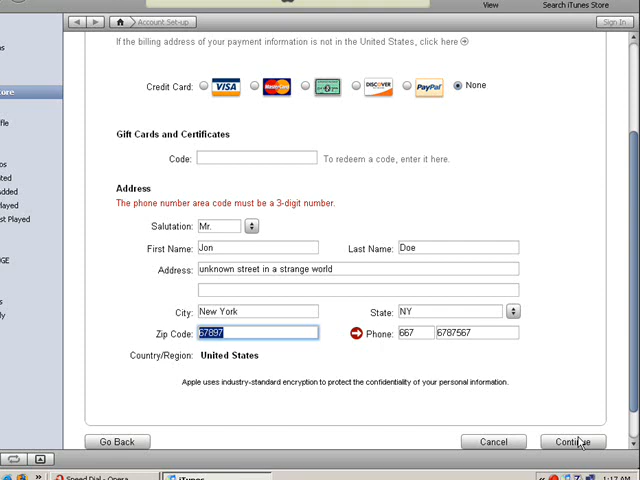 View
Search iTunes Store
Account Set-up
Sign In
If the billing address of your payment information is not in the United States, click here
Credit Card: VISA MasterCard DISCOVER PayPal None
Gift Cards and Certificates
Code: To redeem a code, enter it here.
Address
The phone number area code must be a 3-digit number.
Salutation: Mr.
First Name: Jon Last Name: Doe
Address: unknown street in a strange world
City: New York State: NY
Zip Code: 67897 Phone: 667 6787567
Country/Region: United States
Apple uses industry-standard encryption to protect the confidentiality of your personal information.
Go Back Cancel Continue
Speed Dial - Opera iTunes 1:17 AM